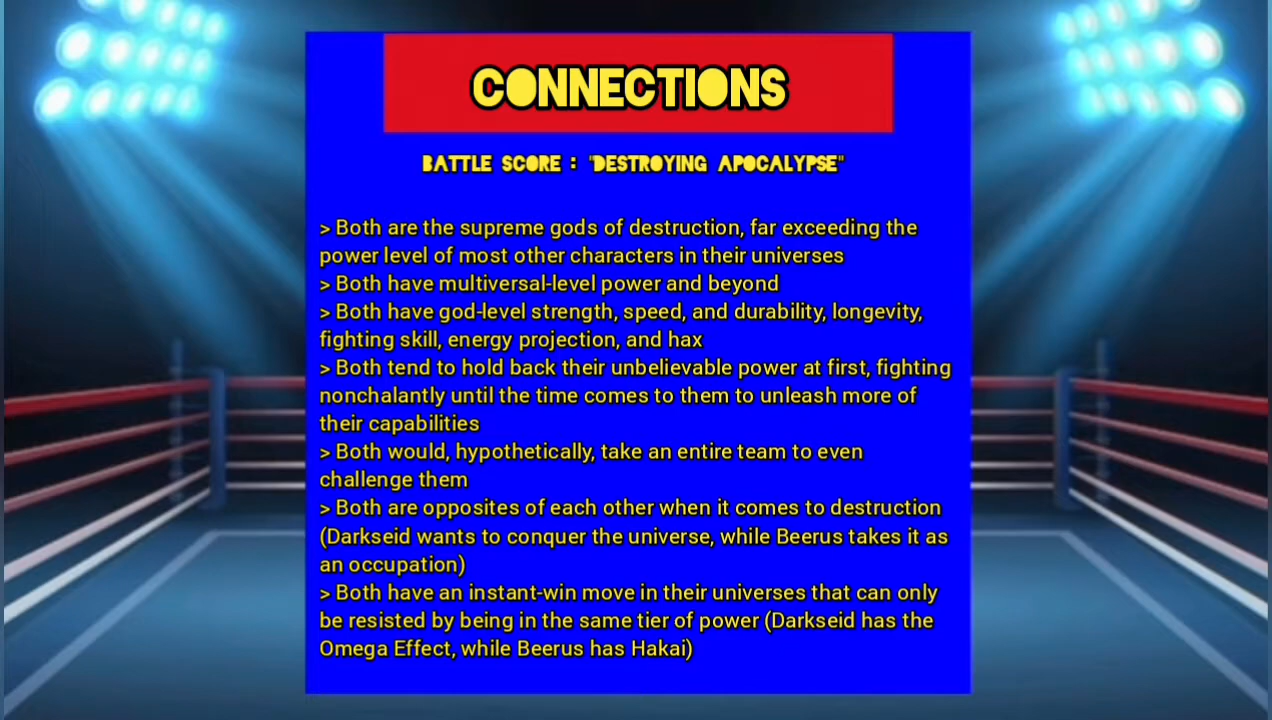 CONNECTIONS
BATTLE SCORE : "DESTROYING APOCALYPSE"
> Both are the supreme gods of destruction, far exceeding the
power level of most other characters in their universes
> Both have multiversal-level power and beyond
> Both have god-level strength, speed, and durability, longevity,
fighting skill, energy projection, and hax
> Both tend to hold back their unbelievable power at first, fighting
nonchalantly until the time comes to them to unleash more of
their capabilities
> Both would, hypothetically, take an entire team to even
challenge them
> Both are opposites of each other when it comes to destruction
(Darkseid wants to conquer the universe, while Beerus takes it as
an occupation)
> Both have an instant-win move in their universes that can only
be resisted by being in the same tier of power (Darkseid has the
Omega Effect, while Beerus has Hakai)